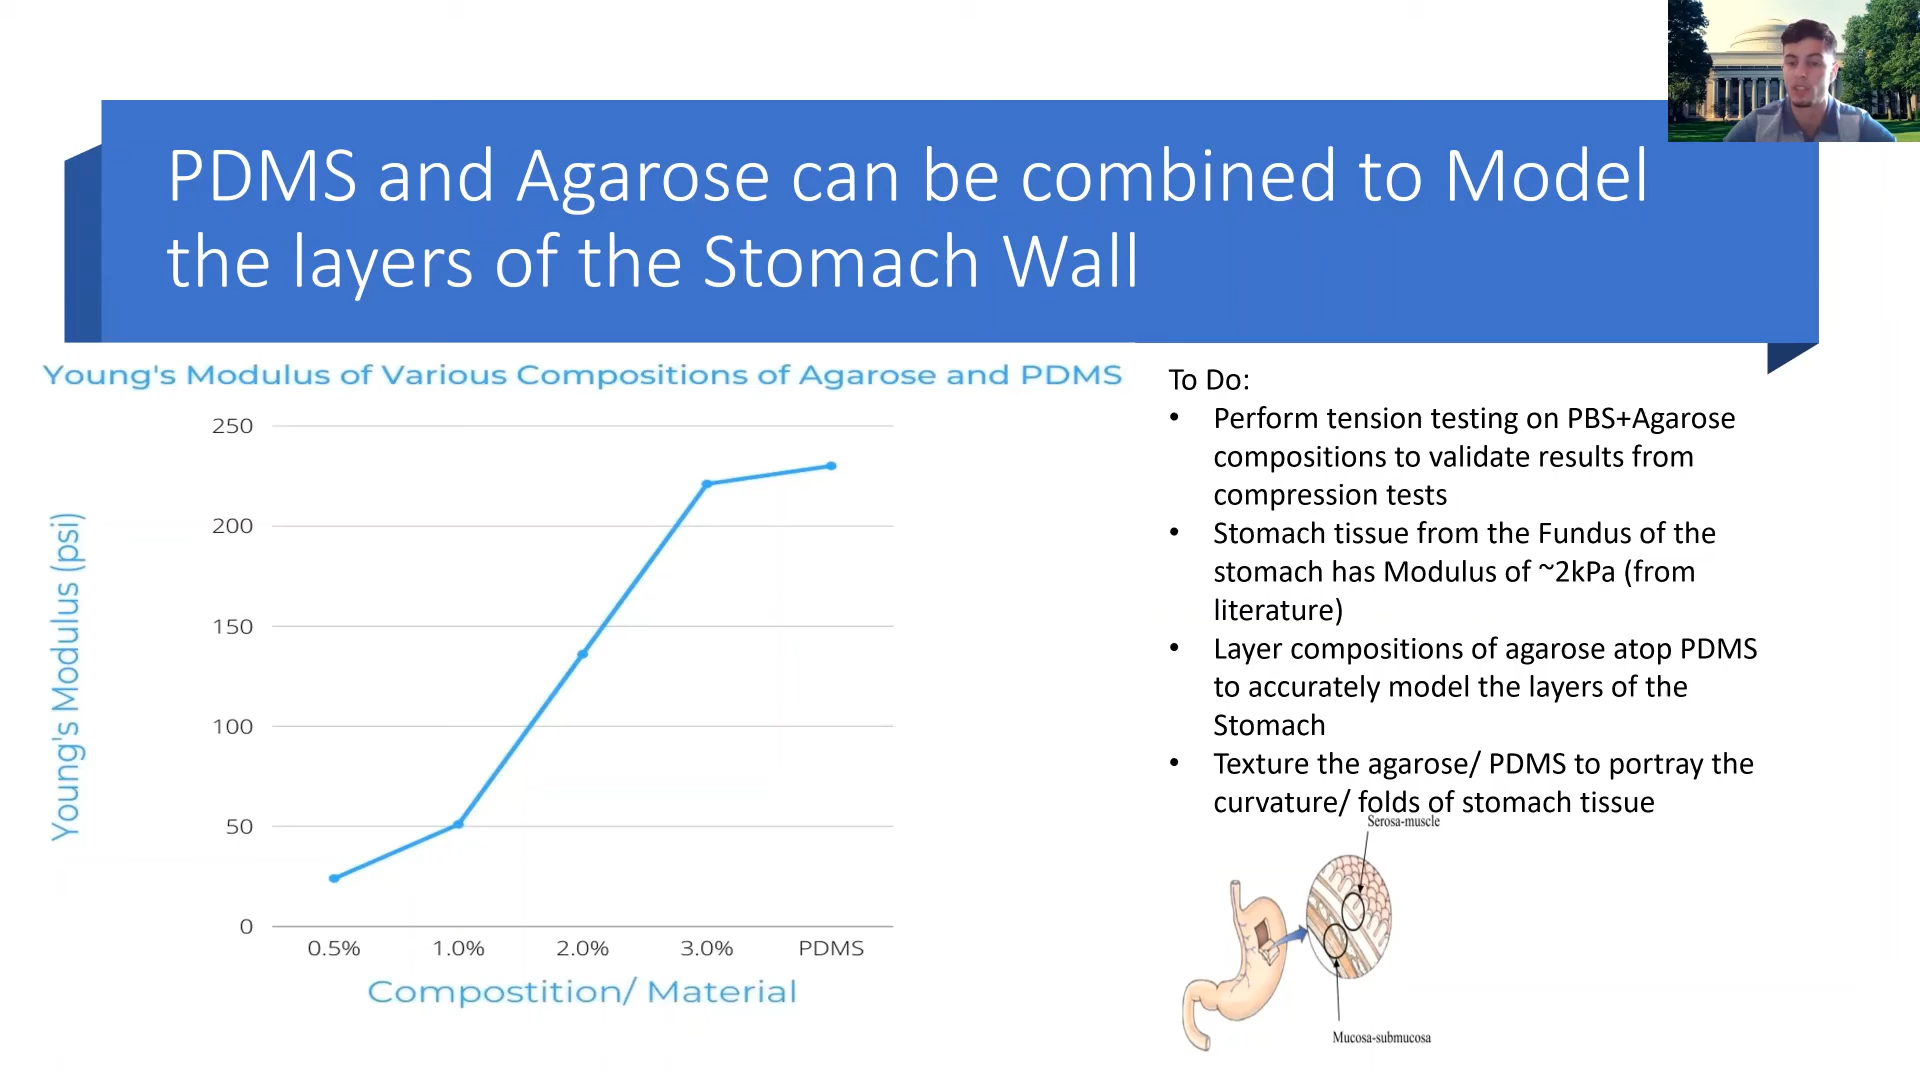 PDMS and Agarose can be combined to Model
the layers of the Stomach Wall
Young's Modulus of Various Compositions of Agarose and PDMS
Young's Modulus (psi)
250
200
150
100
50
0
0.5% 1.0% 2.0% 3.0% PDMS
Compostition/ Material
To Do:
• Perform tension testing on PBS+Agarose
compositions to validate results from
compression tests
• Stomach tissue from the Fundus of the
stomach has Modulus of ~2kPa (from
literature)
• Layer compositions of agarose atop PDMS
to accurately model the layers of the
Stomach
• Texture the agarose/ PDMS to portray the
curvature/ folds of stomach tissue
Serosa-muscle
Mucosa-submucosa